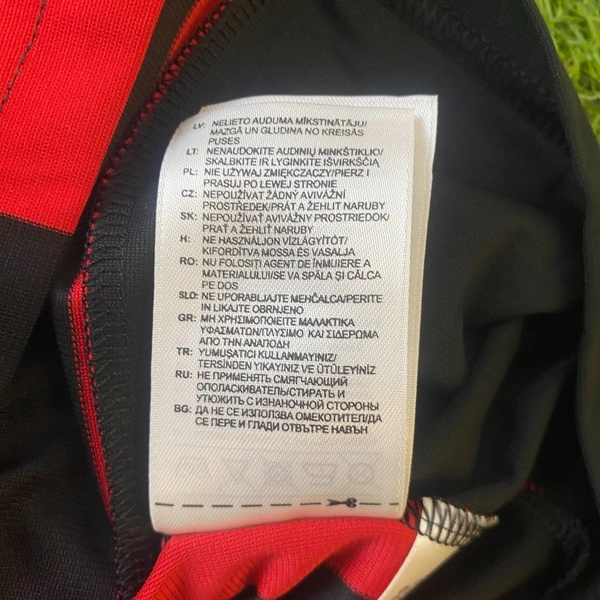 LV: NELIETO AUDUMA MĪKSTINĀTĀJU/
MAZGĀ UN GLUDINA NO KREISĀS
PUSES
LT: NENAUDOKITE AUDINIŲ MINKŠTIKLIO/
SKALBKITE IR LYGINKITE IŠVIRKŠČIĄ
PL: NIE UŻYWAJ ZMIĘKCZACZY/PIERZ I
PRASUJ PO LEWEJ STRONIE
CZ: NEPOUŽÍVAT ŽÁDNÝ AVIVÁŽNÍ
PROSTŘEDEK/PRÁT A ŽEHLIT NARUBY
SK: NEPOUŽÍVAŤ AVIVÁŽNY PROSTRIEDOK/
PRAŤ A ŽEHLIT NARUBY
H: NE HASZNÁLJON VÍZLÁGYÍTÓT/
KIFORDÍTVA MOSSA ÉS VASALJA
RO: NU FOLOSIȚI AGENT DE ÎNMUIERE A
MATERIALULUI/SE VA SPĂLA ȘI CĂLCA
PE DOS
SLO: NE UPORABLJAJTE MEHČALCA/PERITE
IN LIKAJTE OBRNJENO
GR: ΜΗ ΧΡΗΣΙΜΟΠΟΙΕΙΤΕ ΜΑΛΑΚΤΙΚΑ
ΥΦΑΣΜΑΤΩΝ/ΠΛΥΣΙΜΟ ΚΑΙ ΣΙΔΕΡΩΜΑ
ΑΠΟ ΤΗΝ ΑΝΑΠΟΔΗ
TR: YUMUŞATICI KULLANMAYINIZ/
TERSİNDEN YIKAYINIZ VE ÜTÜLEYİNİZ
RU: НЕ ПРИМЕНЯТЬ СМЯГЧАЮЩИЙ
ОПОЛАСКИВАТЕЛЬ/СТИРАТЬ И
УТЮЖИТЬ С ИЗНАНОЧНОЙ СТОРОНЫ
BG: ДА НЕ СЕ ИЗПОЛЗВА ОМЕКОТИТЕЛ/ДА
СЕ ПЕРЕ И ГЛАДИ ОТВЪТРЕ НАВЪН